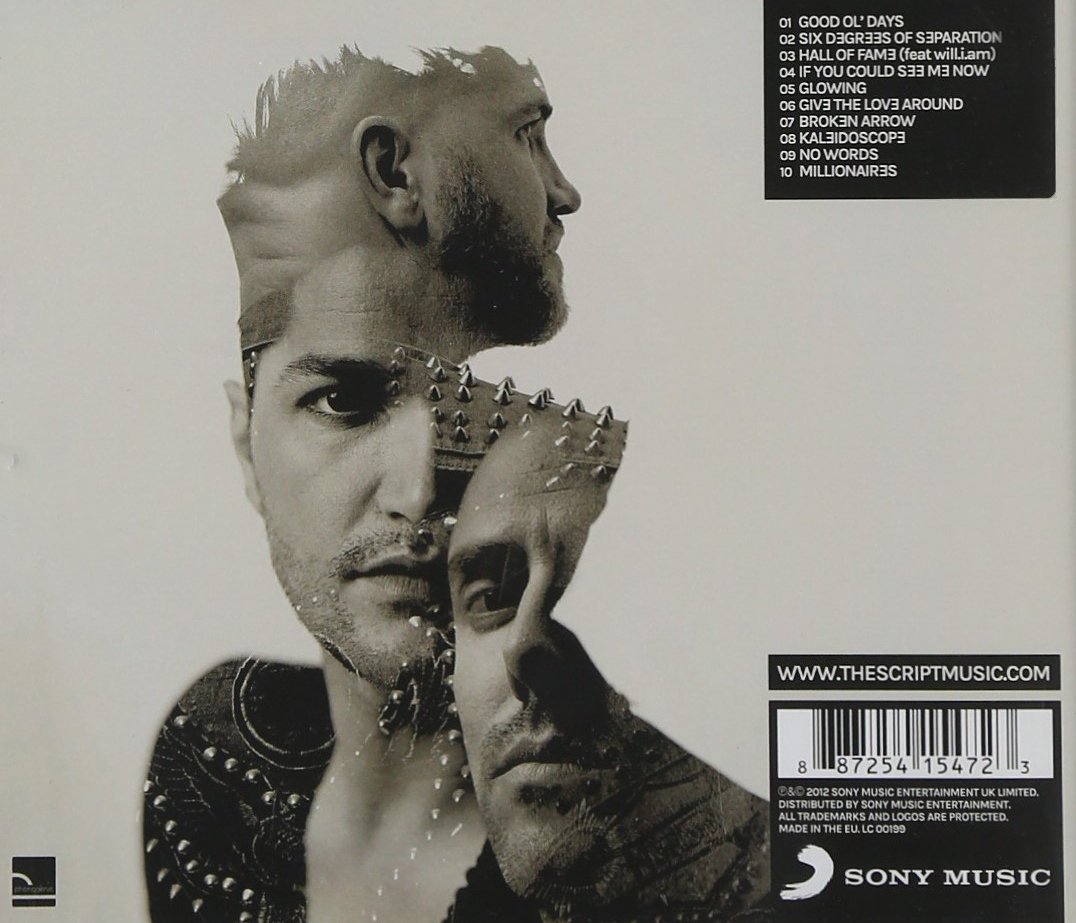 01 GOOD OL' DAYS
02 SIX DƎGRƎƎS OF SƎPARATION
03 HALL OF FAMƎ (feat will.i.am)
04 IF YOU COULD SƎƎ MƎ NOW
05 GLOWING
06 GIVƎ THE LOVƎ AROUND
07 BROKƎN ARROW
08 KALƎIDOSCOPƎ
09 NO WORDS
10 MILLIONAIRƎS
WWW.THESCRIPTMUSIC.COM
8 87254 15472 3
℗&© 2012 SONY MUSIC ENTERTAINMENT UK LIMITED.
DISTRIBUTED BY SONY MUSIC ENTERTAINMENT.
ALL TRADEMARKS AND LOGOS ARE PROTECTED.
MADE IN THE EU. LC 00199
SONY MUSIC
phonogenic